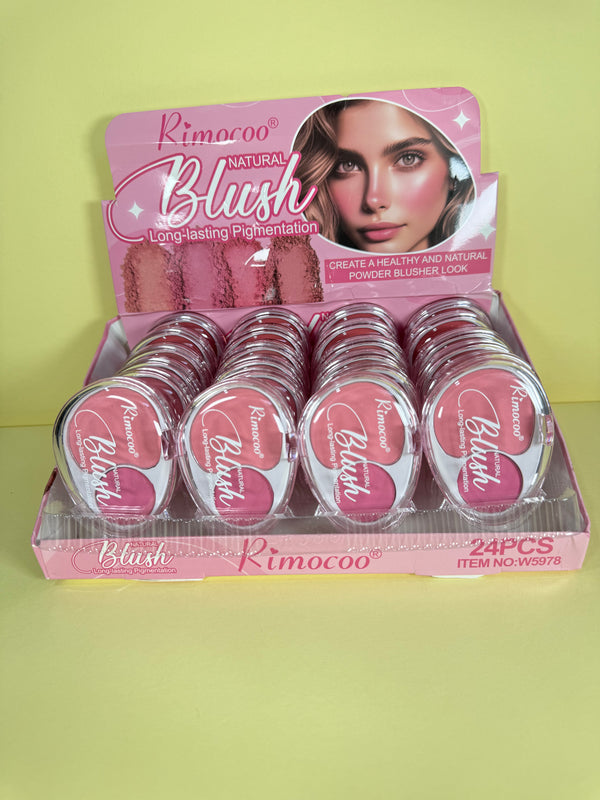 Rimocoo®
NATURAL
Blush
Long-lasting Pigmentation
CREATE A HEALTHY AND NATURAL
POWDER BLUSHER LOOK
Rimocoo®
NATURAL
Blush
Long-lasting Pigmentation
Rimocoo®
NATURAL
Blush
Long-lasting Pigmentation
Rimocoo®
NATURAL
Blush
Long-lasting Pigmentation
Rimocoo®
NATURAL
Blush
Long-lasting Pigmentation
NATURAL
Blush
Long-lasting Pigmentation
Rimocoo®
24PCS
ITEM NO:W5978